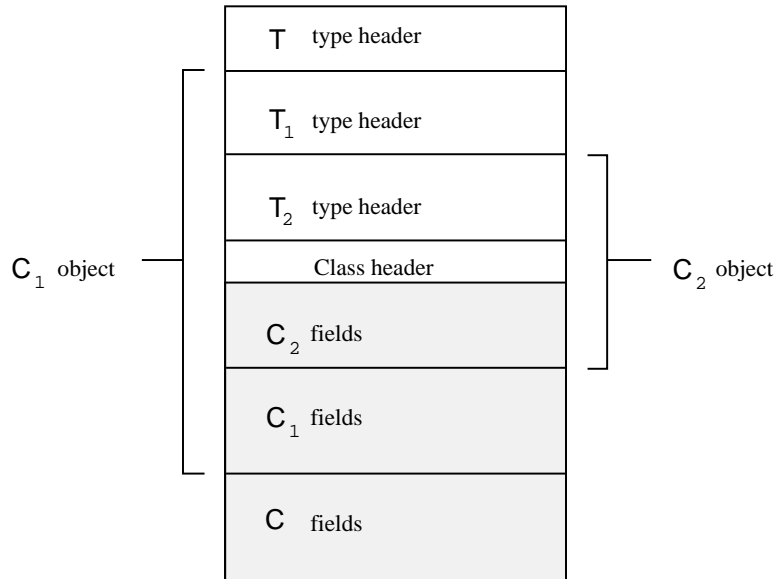 T type header
T1 type header
T2 type header
C1 object
Class header
C2 object
C2 fields
C1 fields
C fields